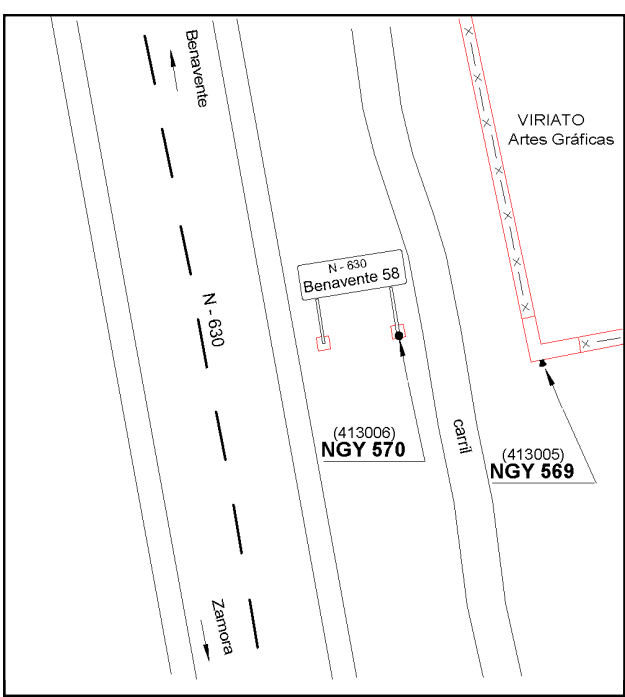 Benavente
VIRIATO
Artes Gráficas
N - 630
Benavente 58
N - 630
(413006)
NGY 570
carril
(413005)
NGY 569
Zamora